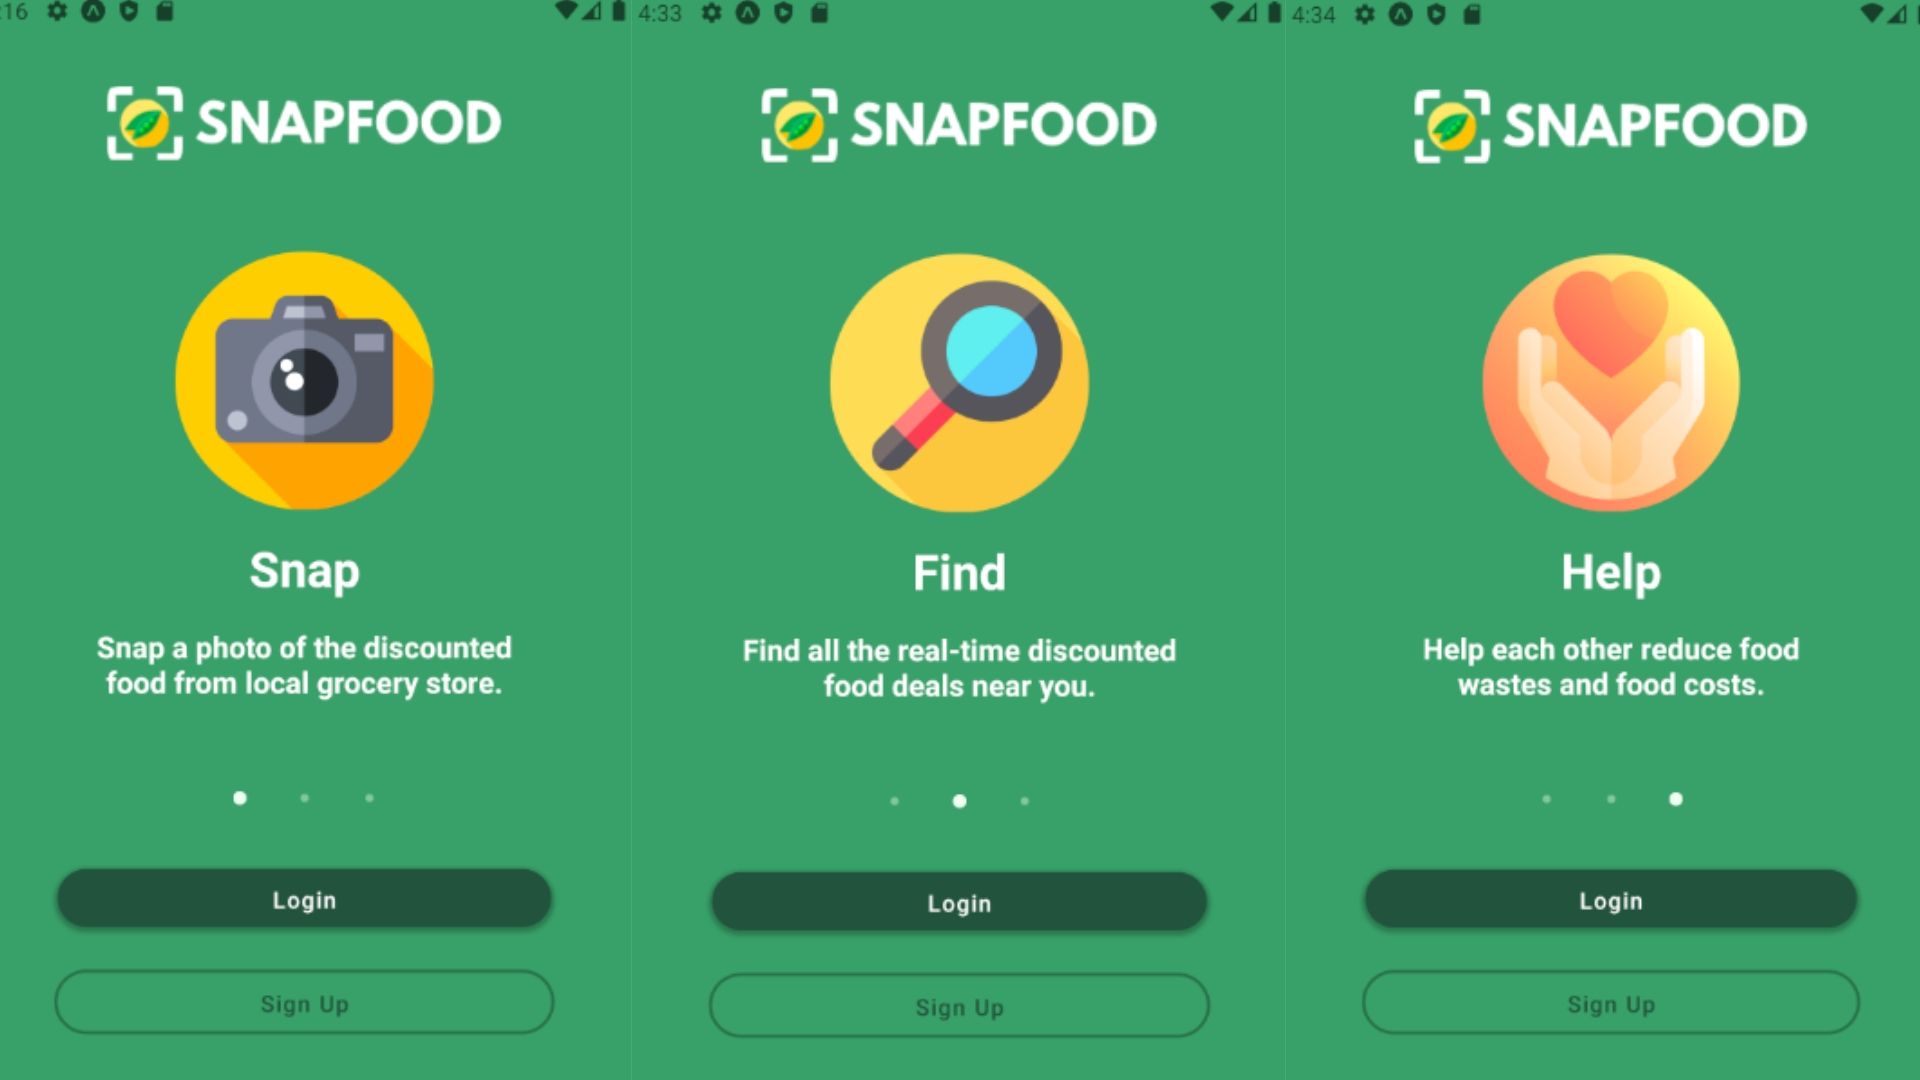 :16
SNAPFOOD
Snap
Snap a photo of the discounted
food from local grocery store.
Login
Sign Up
4:33
SNAPFOOD
Find
Find all the real-time discounted
food deals near you.
Login
Sign Up
4:34
SNAPFOOD
Help
Help each other reduce food
wastes and food costs.
Login
Sign Up